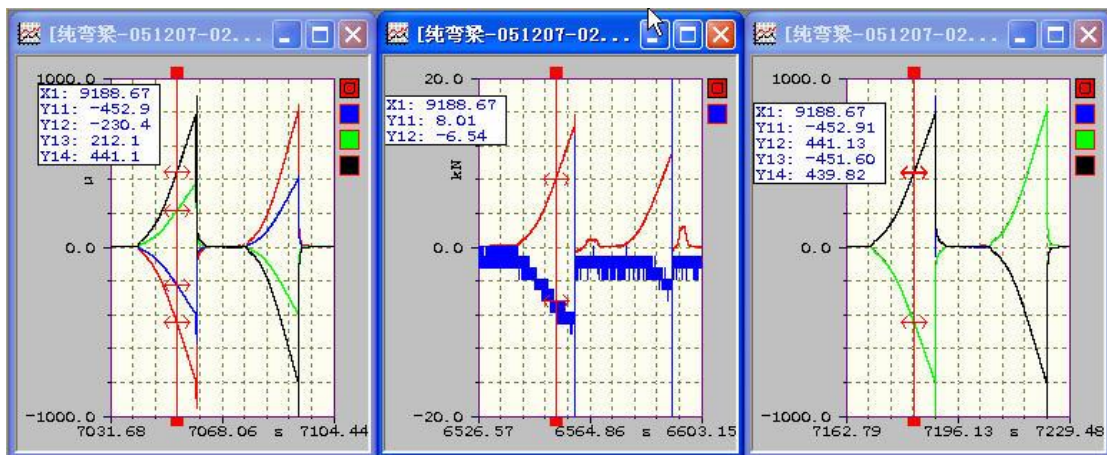 [纯弯梁-051207-02...
1000.0
X1: 9188.67
Y11: -452.9
Y12: -230.4
Y13: 212.1
Y14: 441.1
μ
0.0
-1000.0
7031.68 7068.06 s 7104.44
[纯弯梁-051207-02...
20.0
X1: 9188.67
Y11: 8.01
Y12: -6.54
kN
0.0
-20.0
6526.57 6564.86 s 6603.15
[纯弯梁-051207-02...
1000.0
X1: 9188.67
Y11: -452.91
Y12: 441.13
Y13: -451.60
Y14: 439.82
0.0
-1000.0
7162.79 7196.13 s 7229.48